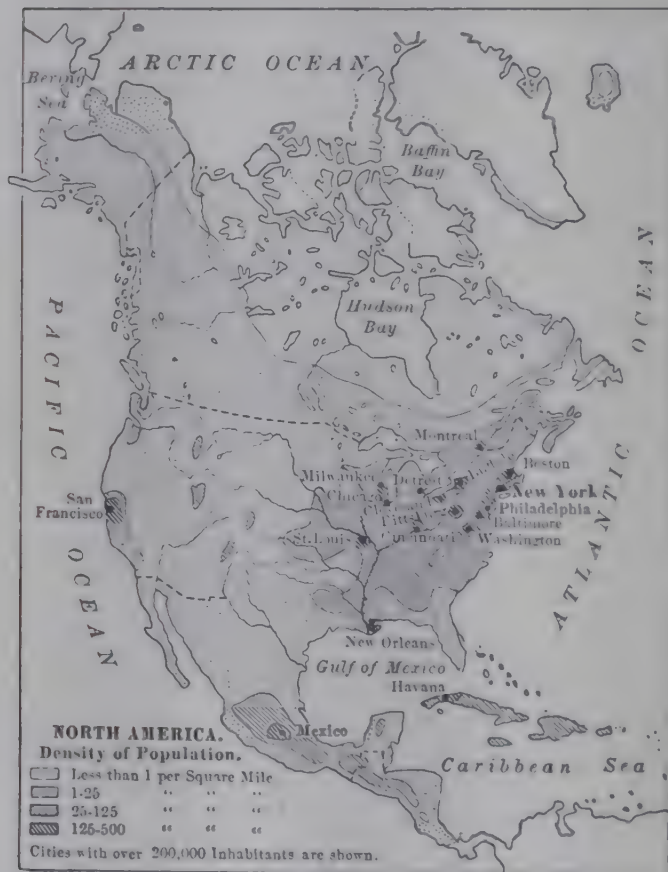 ARCTIC OCEAN
Bering
Sea
Baffin
Bay
Hudson
Bay
PACIFIC
OCEAN
ATLANTIC
OCEAN
Montreal
Boston
Milwaukee
Detroit
Chicago
New York
San
Francisco
Philadelphia
Baltimore
St. Louis
Cincinnati
Washington
New Orleans
Gulf of Mexico
Havana
Mexico
Caribbean Sea
NORTH AMERICA.
Density of Population.
Less than 1 per Square Mile
1-25 " " "
25-125 " " "
125-500 " " "
Cities with over 200,000 Inhabitants are shown.